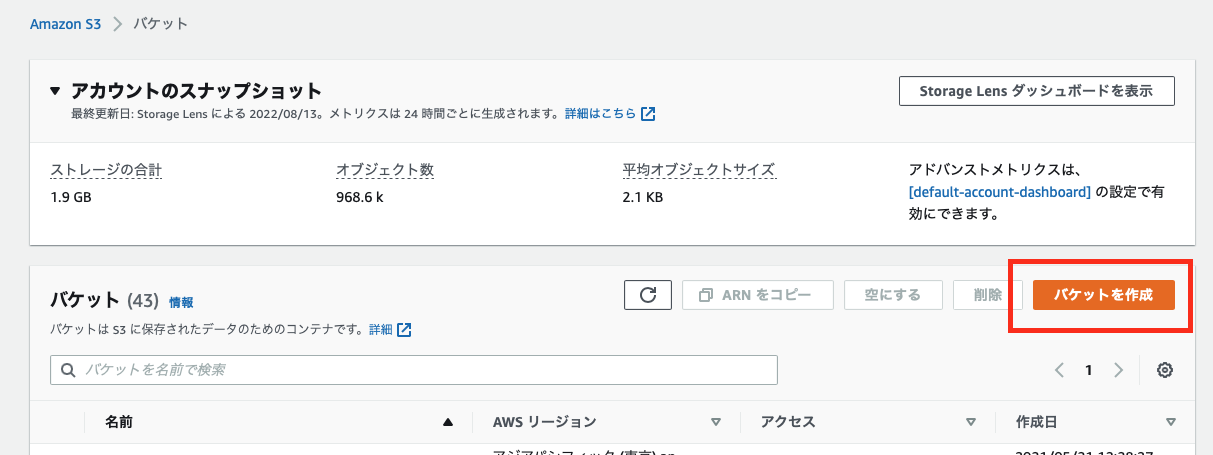 Amazon S3 > バケット
▼ アカウントのスナップショット
Storage Lens ダッシュボードを表示
最終更新日: Storage Lens による 2022/08/13。メトリクスは 24 時間ごとに生成されます。詳細はこちら
ストレージの合計
1.9 GB
オブジェクト数
968.6 k
平均オブジェクトサイズ
2.1 KB
アドバンストメトリクスは、
[default-account-dashboard] の設定で有
効にできます。
バケット (43) 情報
ARN をコピー
空にする
削除
バケットを作成
バケットは S3 に保存されたデータのためのコンテナです。詳細
バケットを名前で検索
1
名前
AWS リージョン
アクセス
作成日